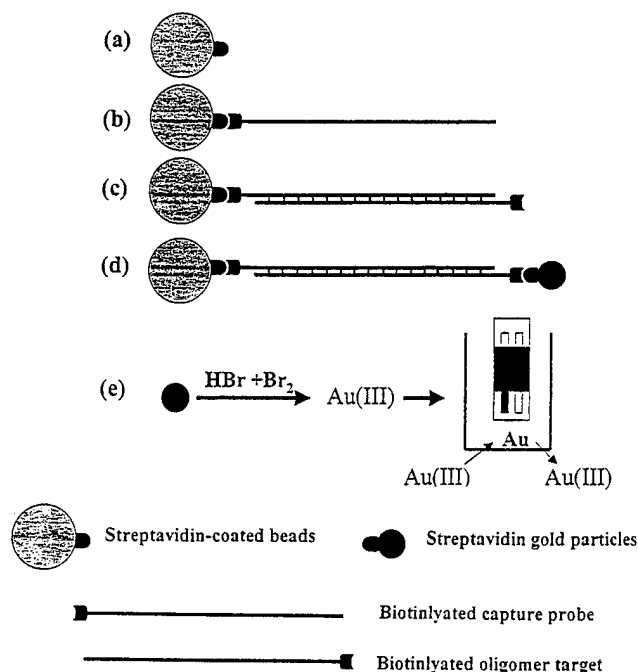 (a)
(b)
(c)
(d)
(e)
HBr +Br2
Au(III)
Au
Au(III)
Au(III)
Streptavidin-coated beads
Streptavidin gold particles
Biotinlyated capture probe
Biotinlyated oligomer target